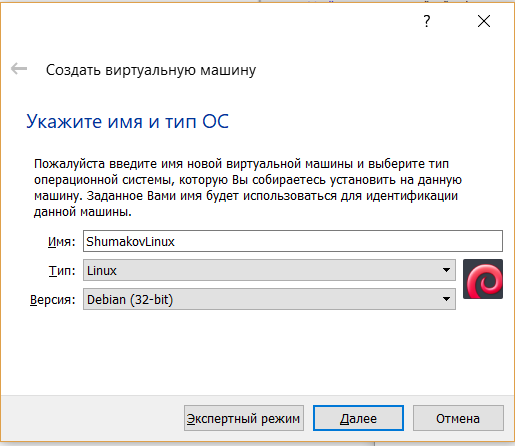 ?
Создать виртуальную машину
Укажите имя и тип ОС
Пожалуйста введите имя новой виртуальной машины и выберите тип
операционной системы, которую Вы собираетесь установить на данную
машину. Заданное Вами имя будет использоваться для идентификации
данной машины.
Имя: ShumakovLinux
Тип: Linux
Версия: Debian (32-bit)
Экспертный режим Далее Отмена